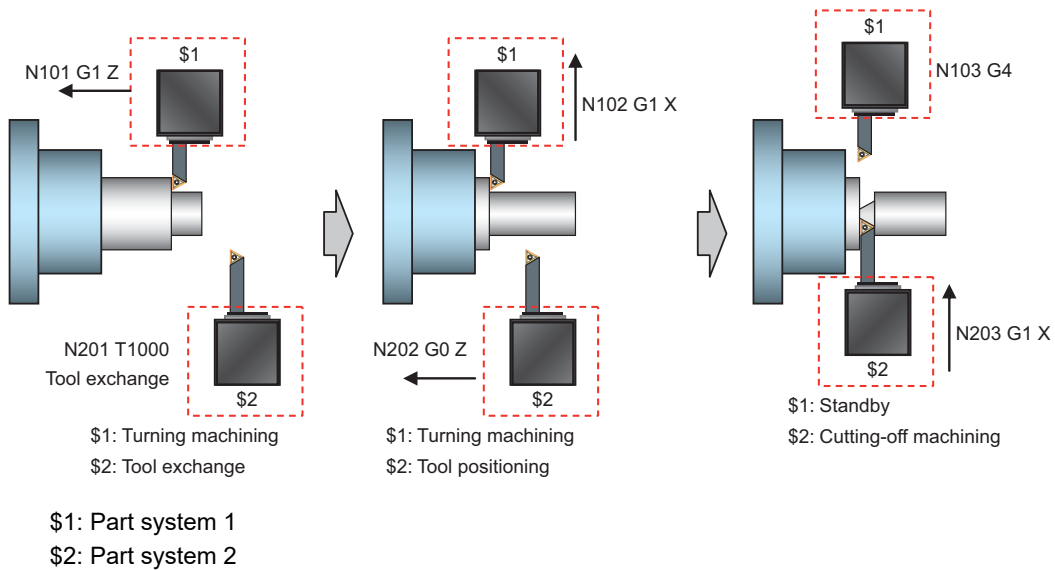 $1
N101 G1 Z
N201 T1000
Tool exchange
$2
$1: Turning machining
$2: Tool exchange
$1
N102 G1 X
N202 G0 Z
$2
$1: Turning machining
$2: Tool positioning
$1
N103 G4
N203 G1 X
$2
$1: Standby
$2: Cutting-off machining
$1: Part system 1
$2: Part system 2